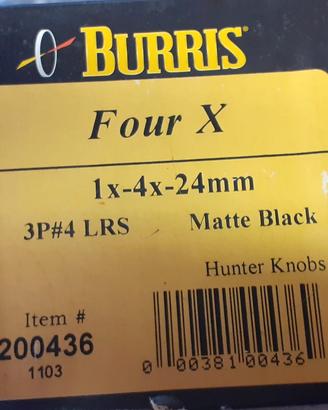 BURRIS
Four X
1x-4x-24mm
3P#4 LRS Matte Black
Hunter Knobs
Item #
200436
1103
0 00381 00436